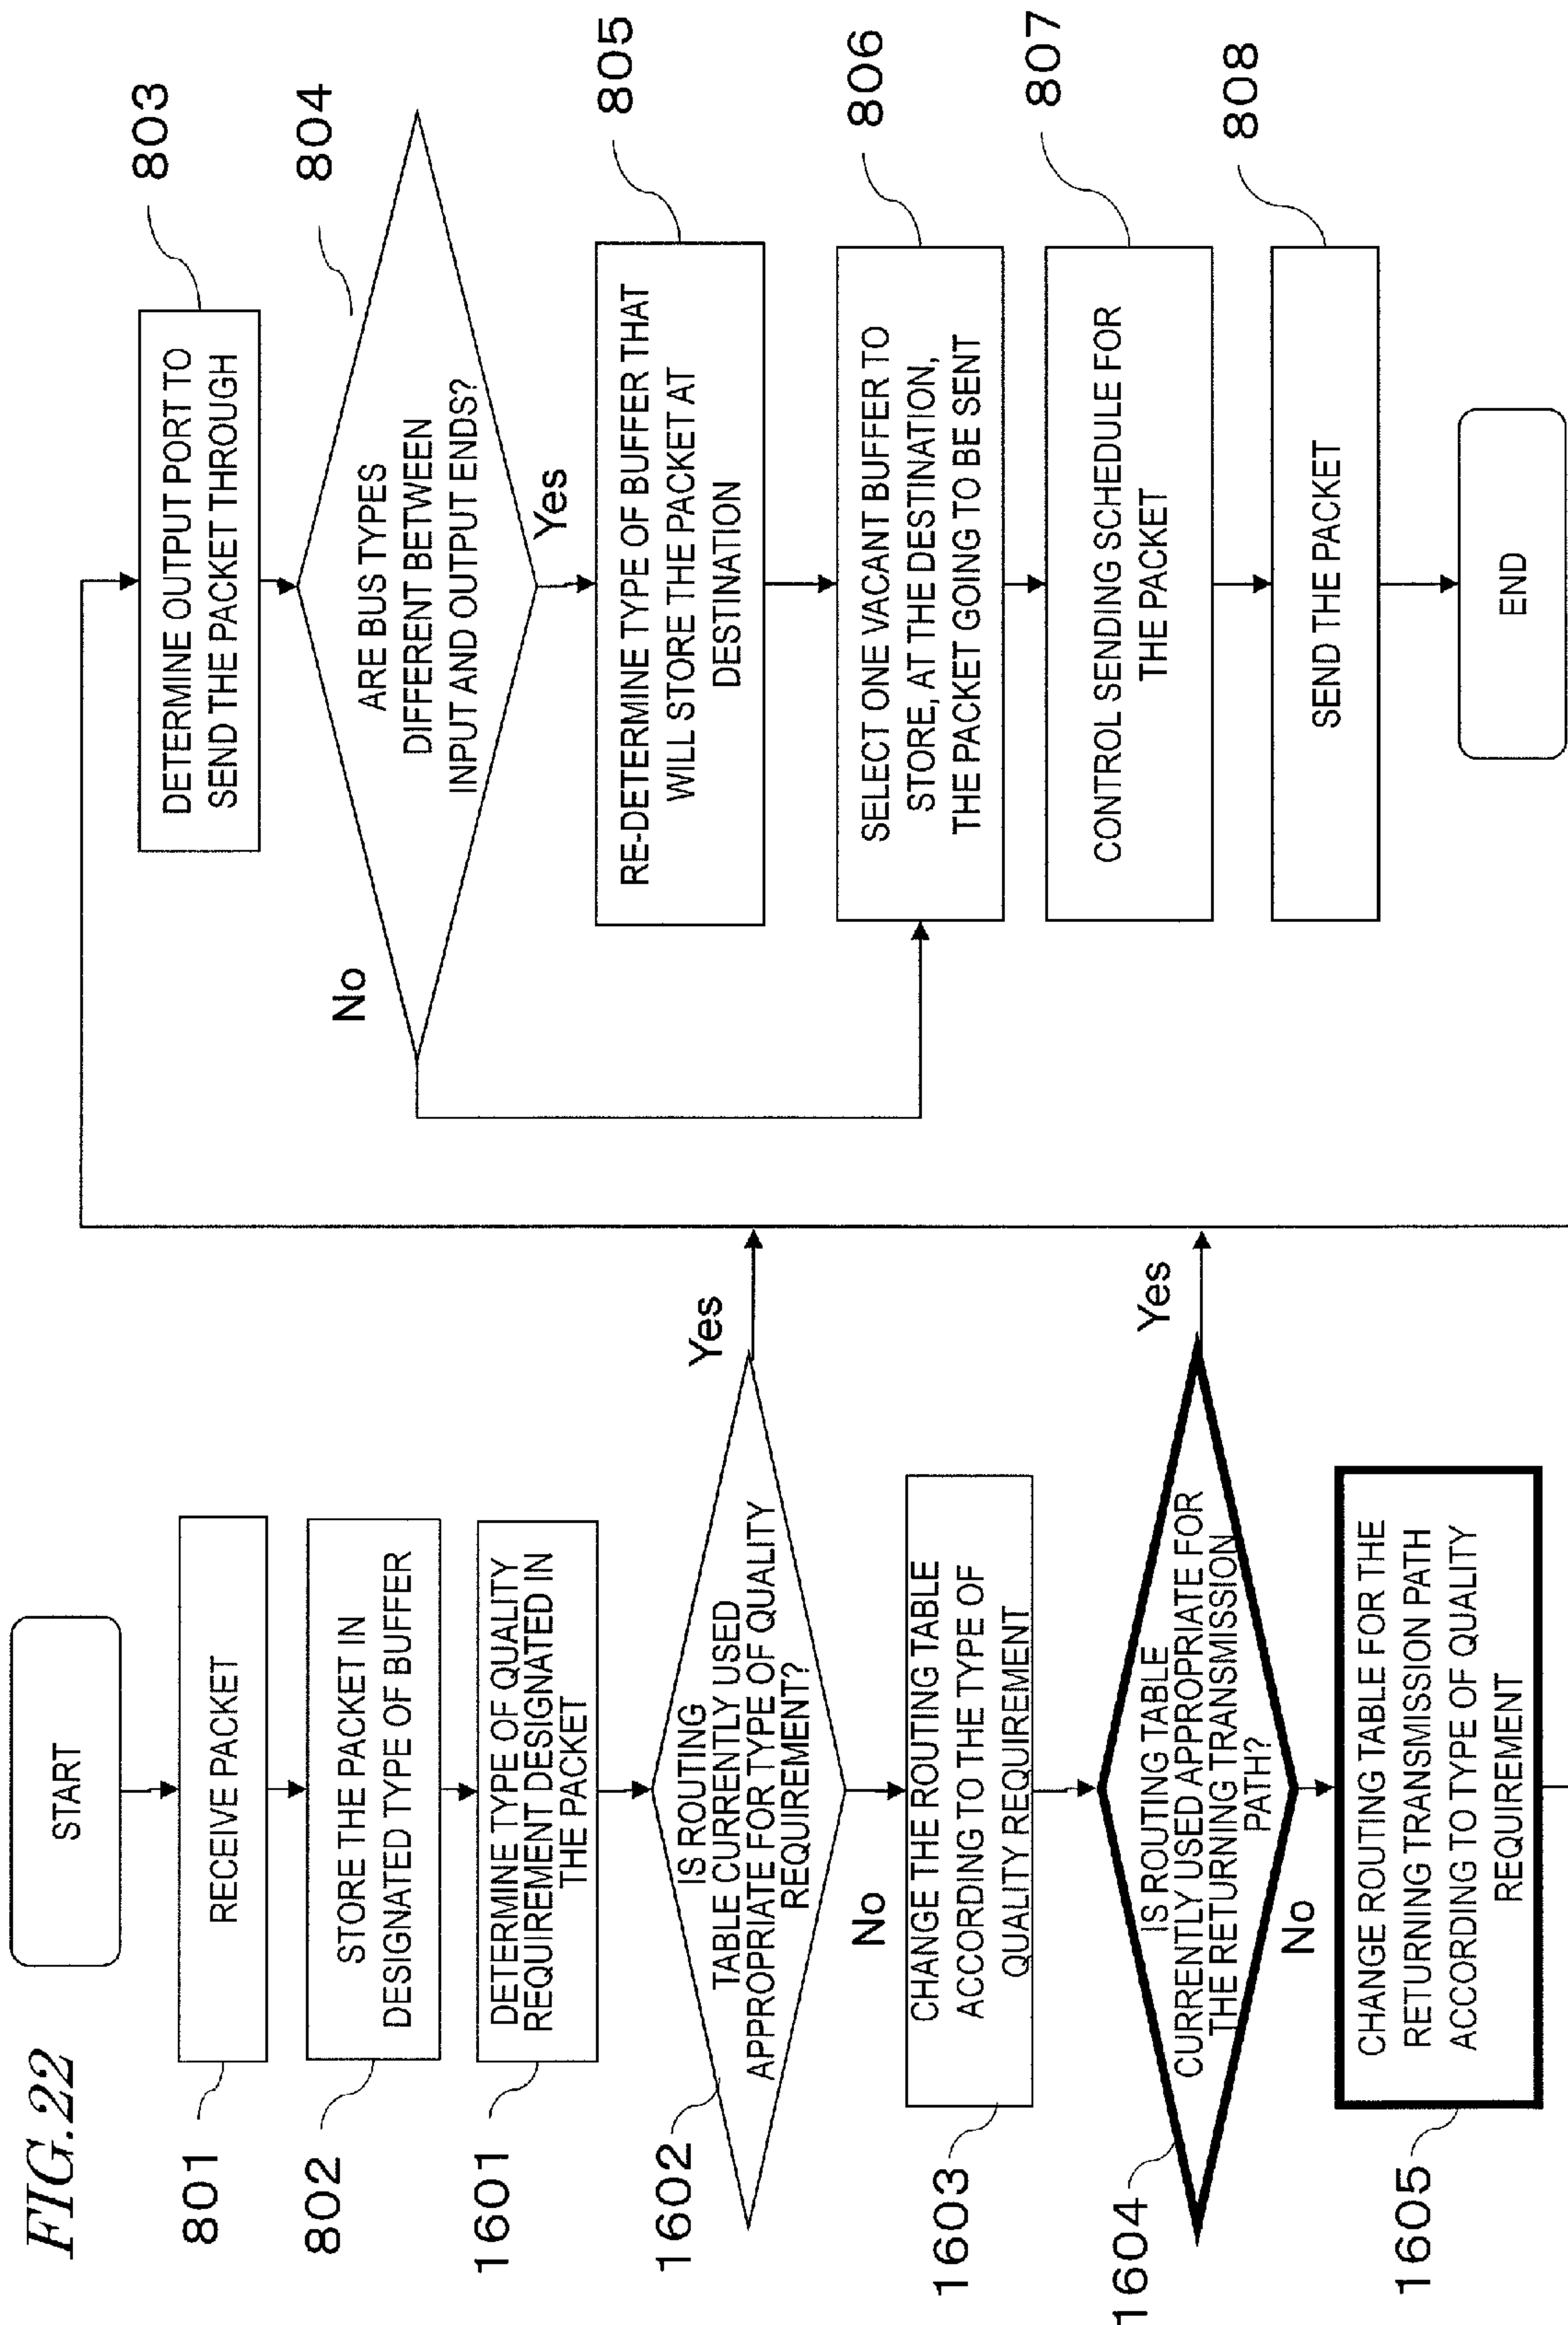 FIG.22
START
801
RECEIVE PACKET
802
STORE THE PACKET IN
DESIGNATED TYPE OF BUFFER
1601
DETERMINE TYPE OF QUALITY
REQUIREMENT DESIGNATED IN
THE PACKET
1602
IS ROUTING
TABLE CURRENTLY USED
APPROPRIATE FOR TYPE OF QUALITY
REQUIREMENT?
Yes
No
1603
CHANGE THE ROUTING TABLE
ACCORDING TO THE TYPE OF
QUALITY REQUIREMENT
1604
IS ROUTING TABLE
CURRENTLY USED APPROPRIATE FOR
THE RETURNING TRANSMISSION
PATH?
Yes
No
1605
CHANGE ROUTING TABLE FOR THE
RETURNING TRANSMISSION PATH
ACCORDING TO TYPE OF QUALITY
REQUIREMENT
803
DETERMINE OUTPUT PORT TO
SEND THE PACKET THROUGH
804
ARE BUS TYPES
DIFFERENT BETWEEN
INPUT AND OUTPUT ENDS?
No
Yes
805
RE-DETERMINE TYPE OF BUFFER THAT
WILL STORE THE PACKET AT
DESTINATION
806
SELECT ONE VACANT BUFFER TO
STORE, AT THE DESTINATION,
THE PACKET GOING TO BE SENT
807
CONTROL SENDING SCHEDULE FOR
THE PACKET
808
SEND THE PACKET
END